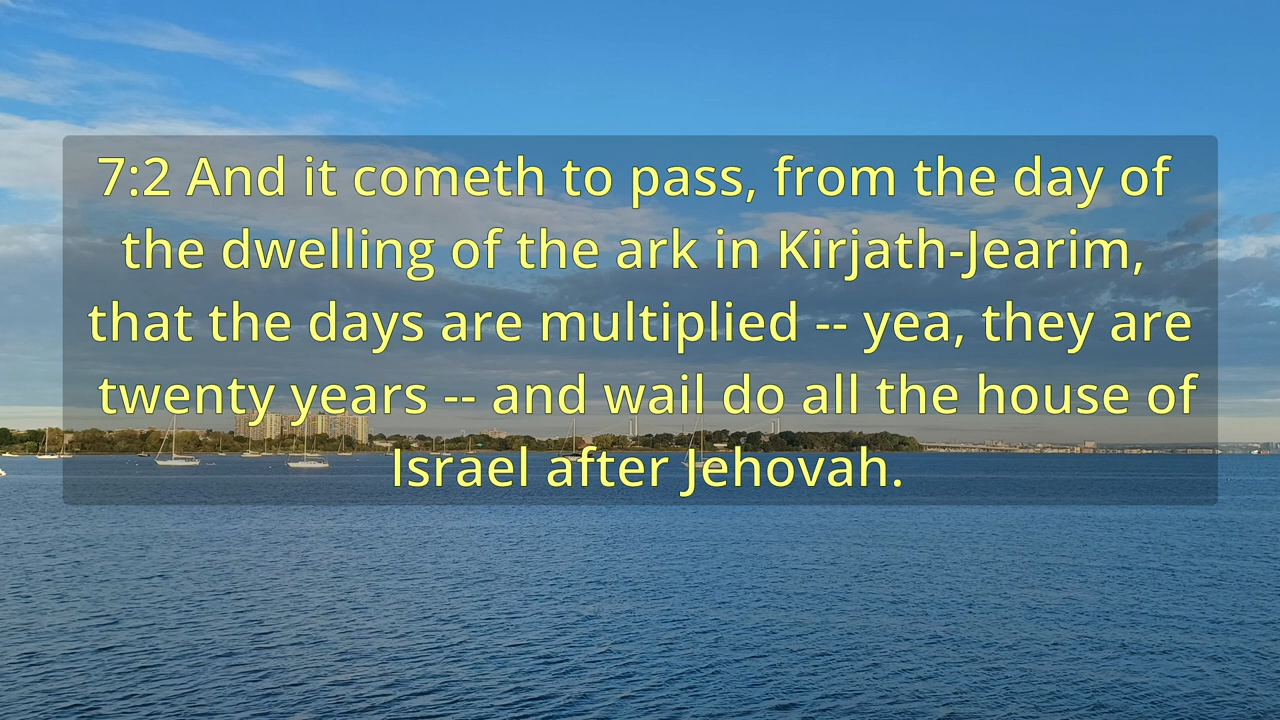 7:2 And it cometh to pass, from the day of
the dwelling of the ark in Kirjath-Jearim,
that the days are multiplied -- yea, they are
twenty years -- and wail do all the house of
Israel after Jehovah.